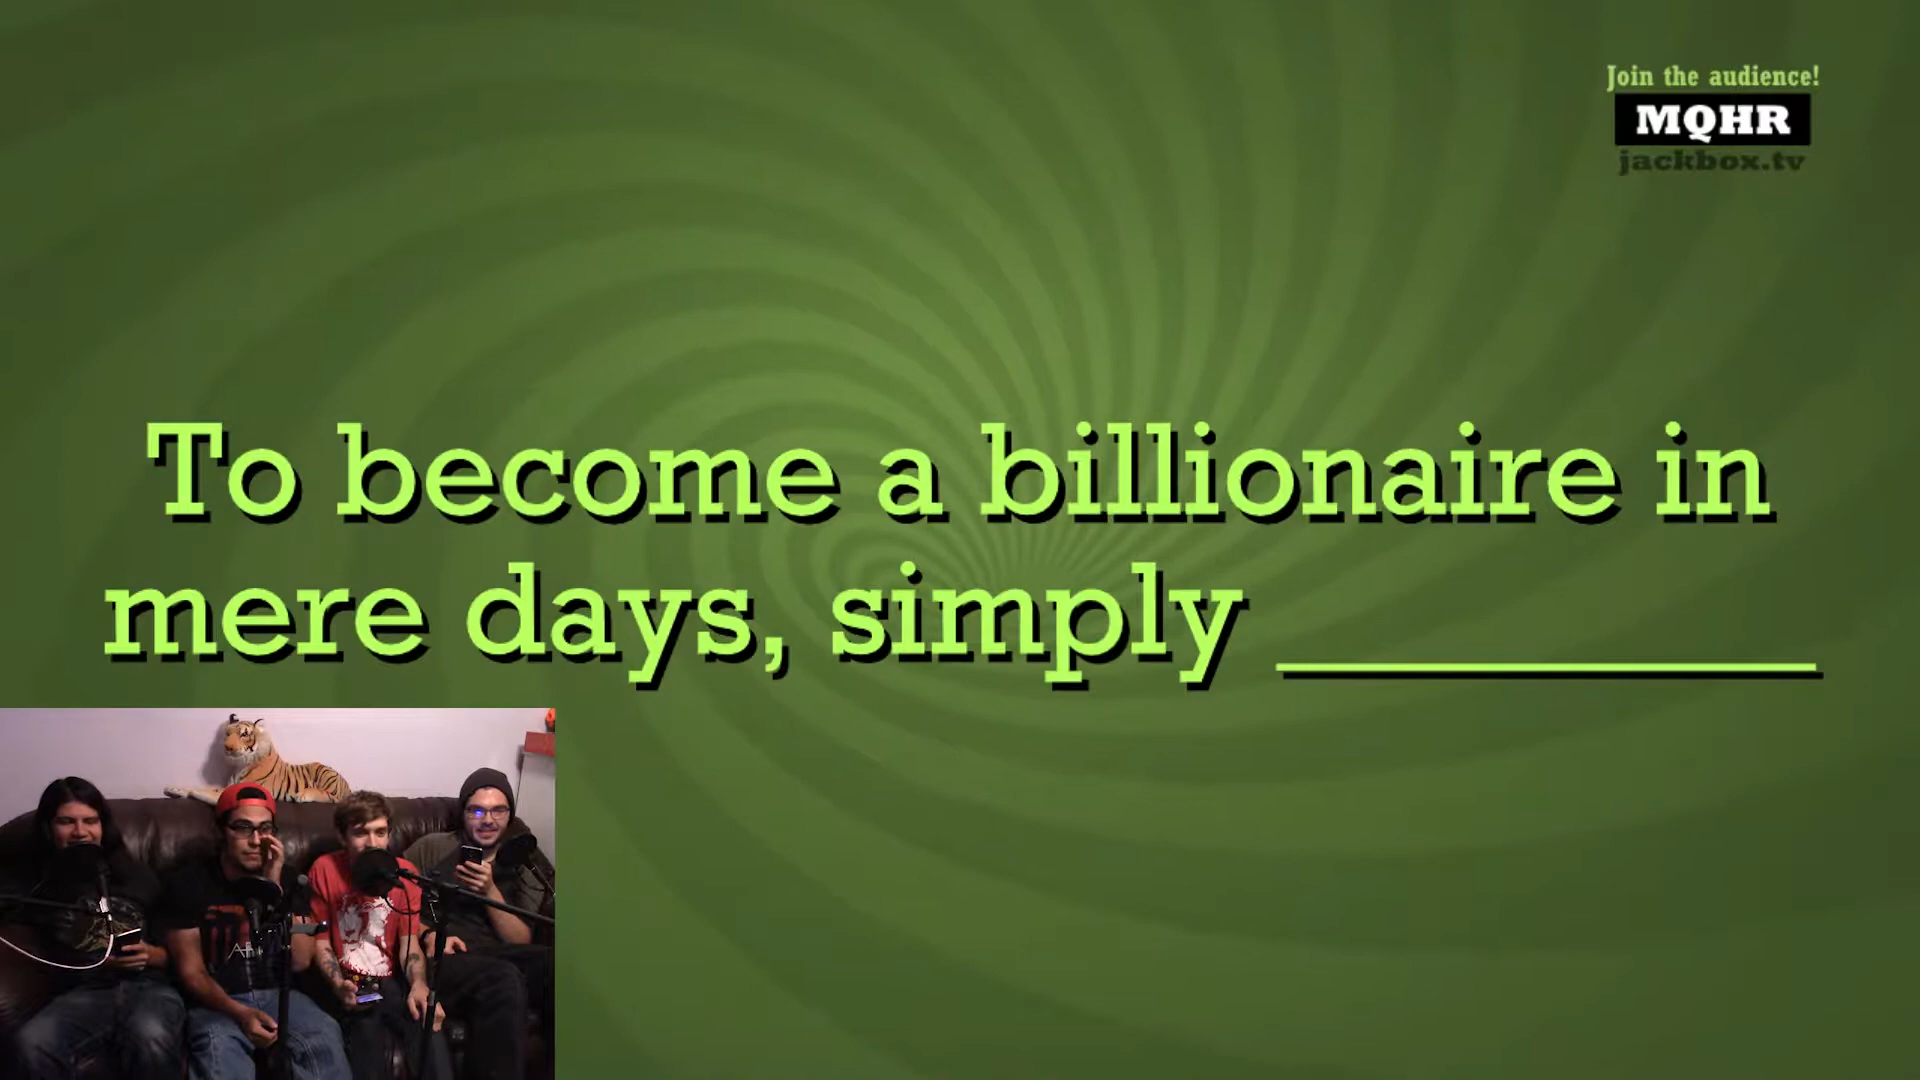 Join the audience!
MQHR
jackbox.tv
To become a billionaire in
mere days, simply ________